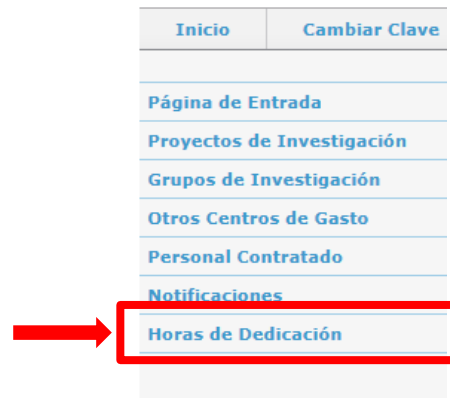 Inicio Cambiar Clave
Página de Entrada
Proyectos de Investigación
Grupos de Investigación
Otros Centros de Gasto
Personal Contratado
Notificaciones
Horas de Dedicación